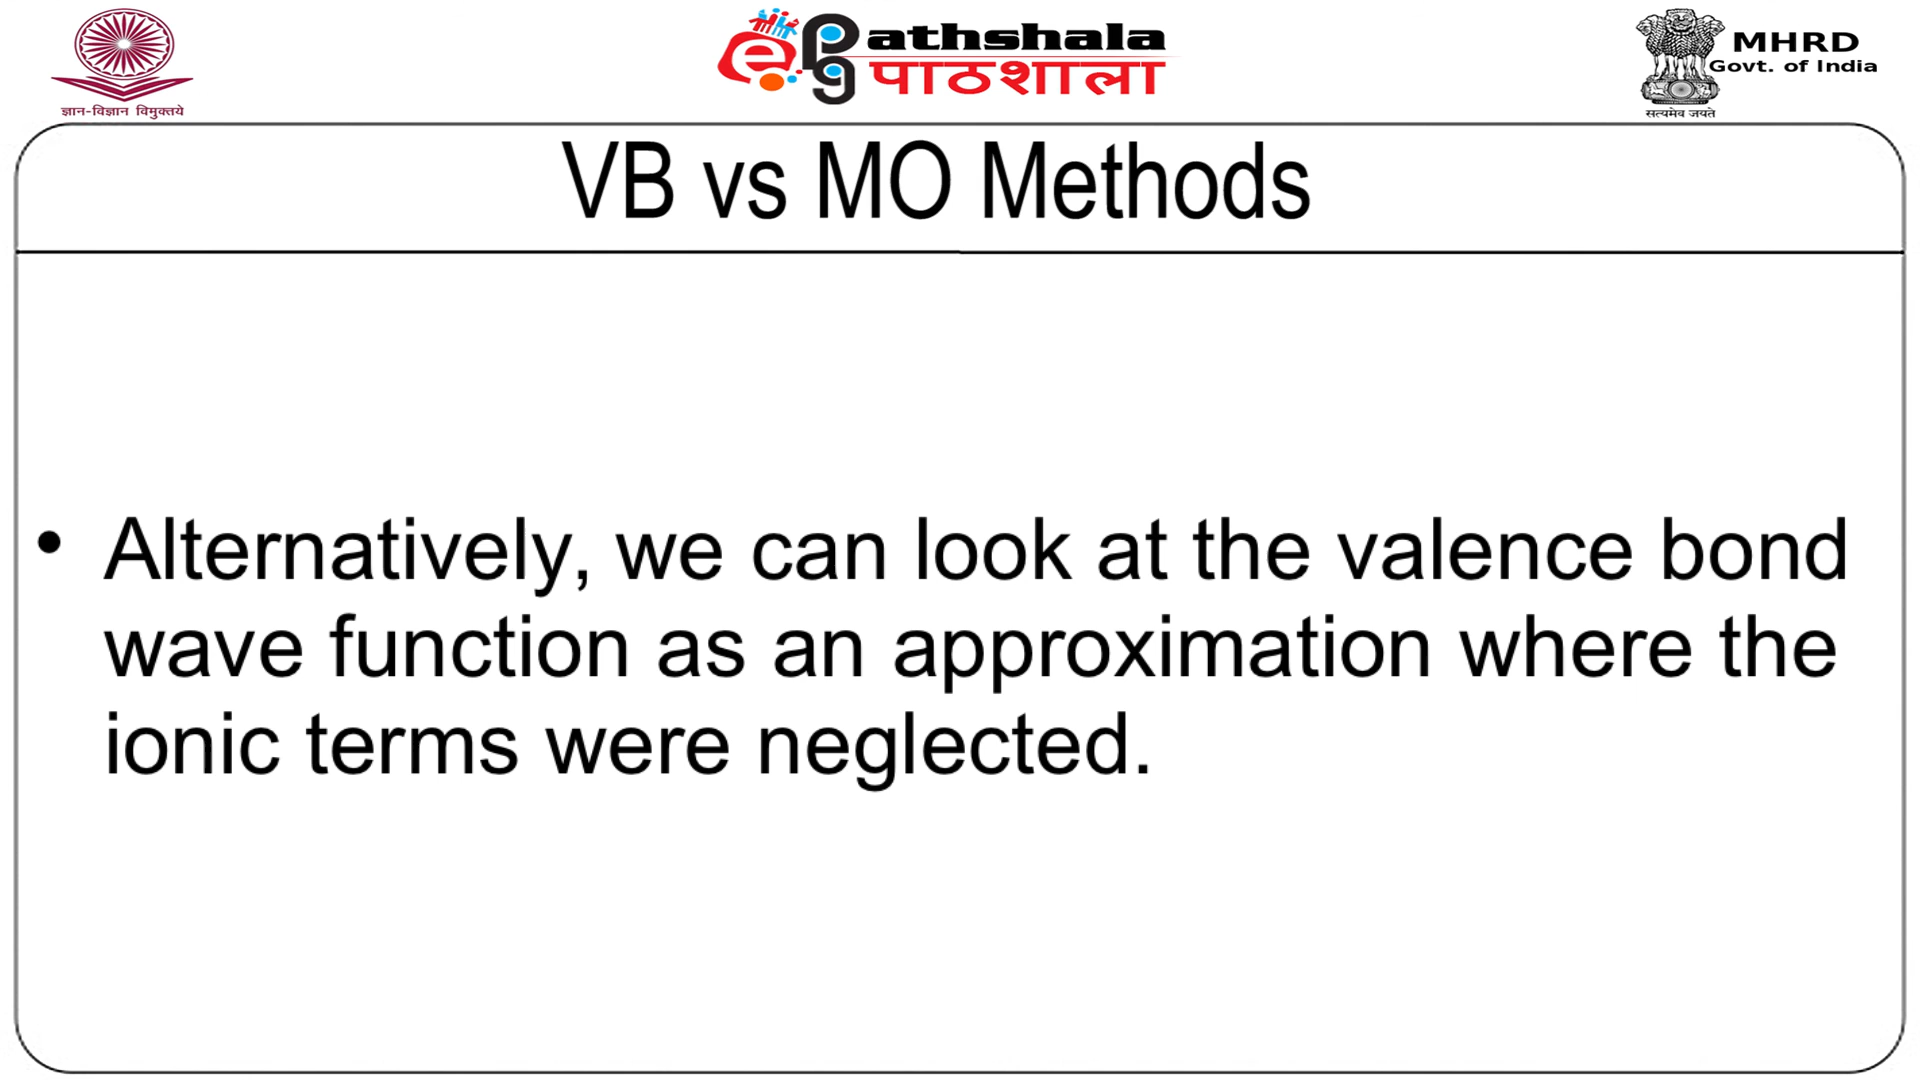 ज्ञान-विज्ञान विमुक्तये
epg athshala
पाठशाला
MHRD
Govt. of India
सत्यमेव जयते
VB vs MO Methods
• Alternatively, we can look at the valence bond
wave function as an approximation where the
ionic terms were neglected.